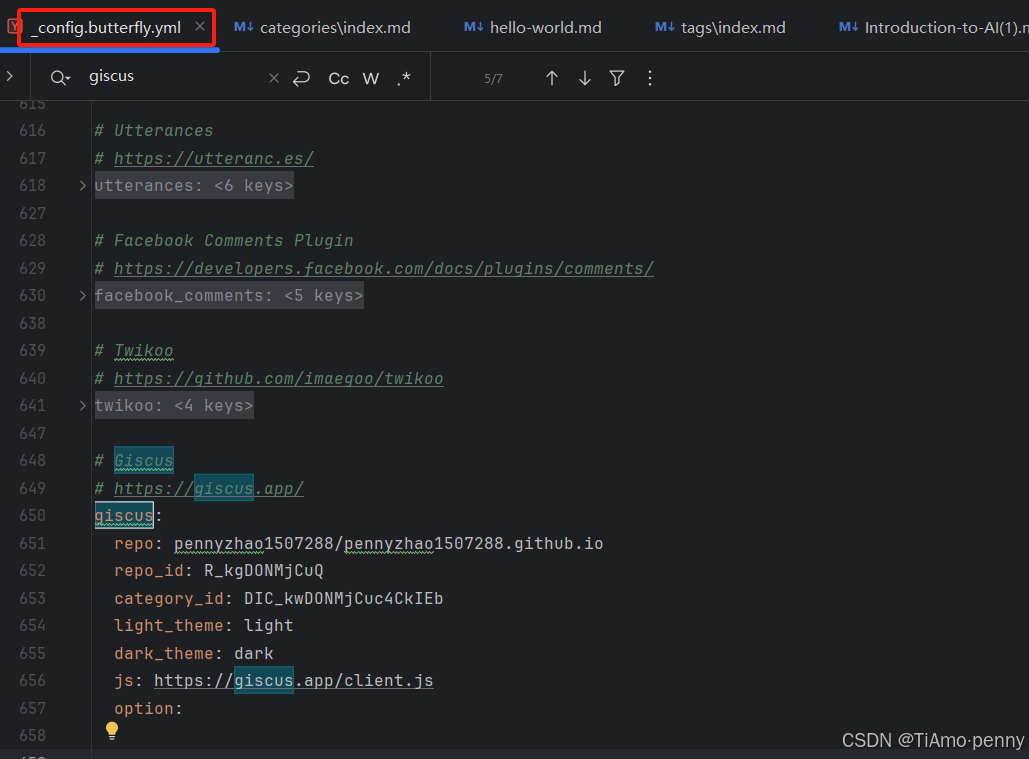 _config.butterfly.yml × M↓ categories\index.md M↓ hello-world.md M↓ tags\index.md M↓ Introduction-to-AI(1).m
giscus × Cc W .* 5/7
615
616 # Utterances
617 # https://utteranc.es/
618 utterances: <6 keys>
627
628 # Facebook Comments Plugin
629 # https://developers.facebook.com/docs/plugins/comments/
630 facebook_comments: <5 keys>
638
639 # Twikoo
640 # https://github.com/imaegoo/twikoo
641 twikoo: <4 keys>
647
648 # Giscus
649 # https://giscus.app/
650 giscus:
651 repo: pennyzhao1507288/pennyzhao1507288.github.io
652 repo_id: R_kgDONMjCuQ
653 category_id: DIC_kwDONMjCuc4CkIEb
654 light_theme: light
655 dark_theme: dark
656 js: https://giscus.app/client.js
657 option:
658
CSDN @TiAmo·penny